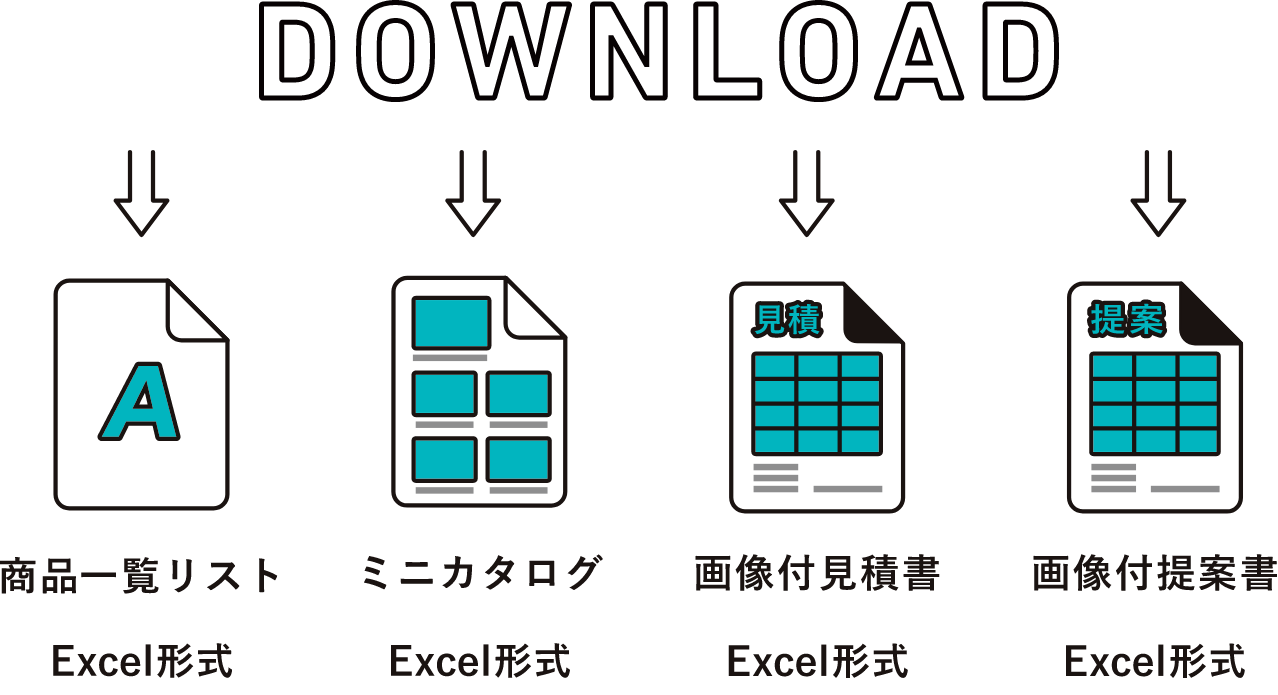 DOWNLOAD
A
見積
提案
商品一覧リスト
ミニカタログ
画像付見積書
画像付提案書
Excel形式
Excel形式
Excel形式
Excel形式